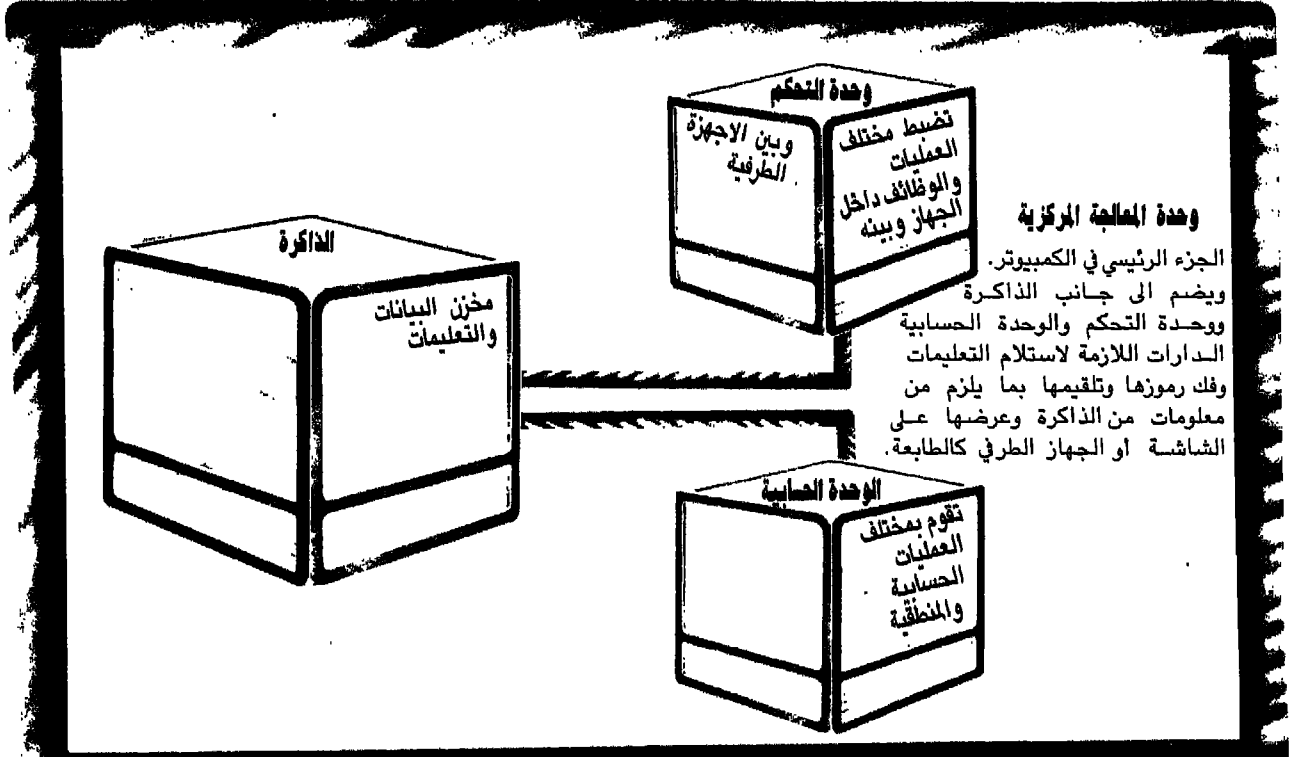 وحدة المعالجة المركزية
الجزء الرئيسي في الكمبيوتر.
ويضم الى جانب الذاكرة
ووحدة التحكم والوحدة الحسابية
الدارات اللازمة لاستلام التعليمات
وفك رموزها وتلقيمها بما يلزم من
معلومات من الذاكرة وعرضها على
الشاشة أو الجهاز الطرفي كالطابعة.
وحدة التحكم
تضبط مختلف
العمليات
والوظائف داخل
الجهاز وبينه
وبين الاجهزة
الطرفية
الذاكرة
مخزن البيانات
والتعليمات
الوحدة الحسابية
تقوم بمختلف
العمليات
الحسابية
والمنطقية